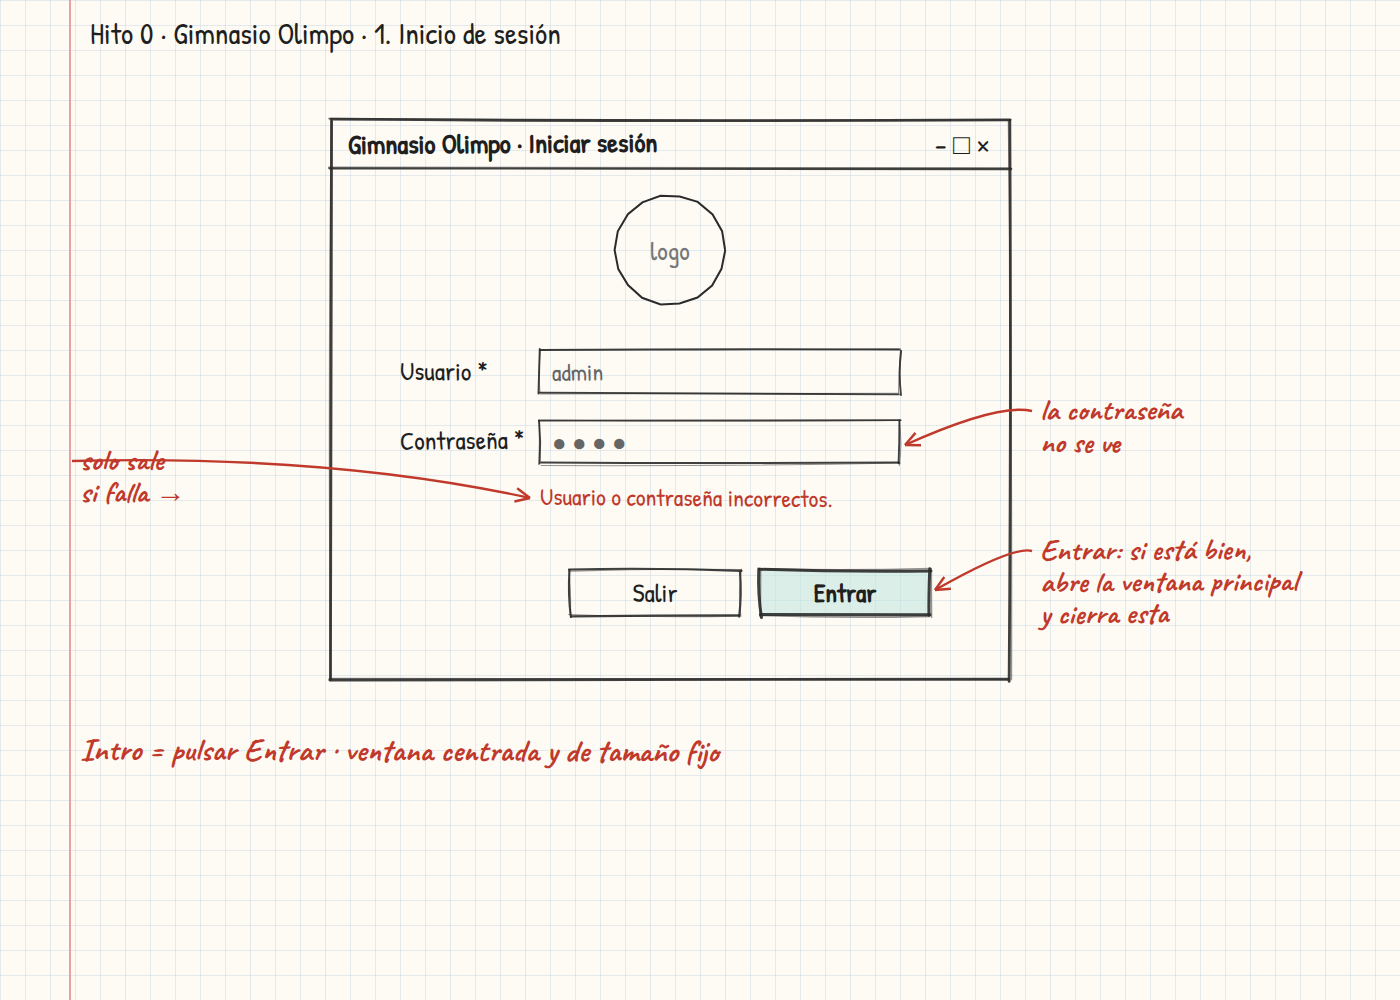 Hito 0 · Gimnasio Olimpo · 1. Inicio de sesión
Gimnasio Olimpo · Iniciar sesión
– □ ×
logo
Usuario *
admin
Contraseña *
●●●●
la contraseña
no se ve
solo sale
si falla →
Usuario o contraseña incorrectos.
Salir
Entrar
Entrar: si está bien,
abre la ventana principal
y cierra esta
Intro = pulsar Entrar · ventana centrada y de tamaño fijo